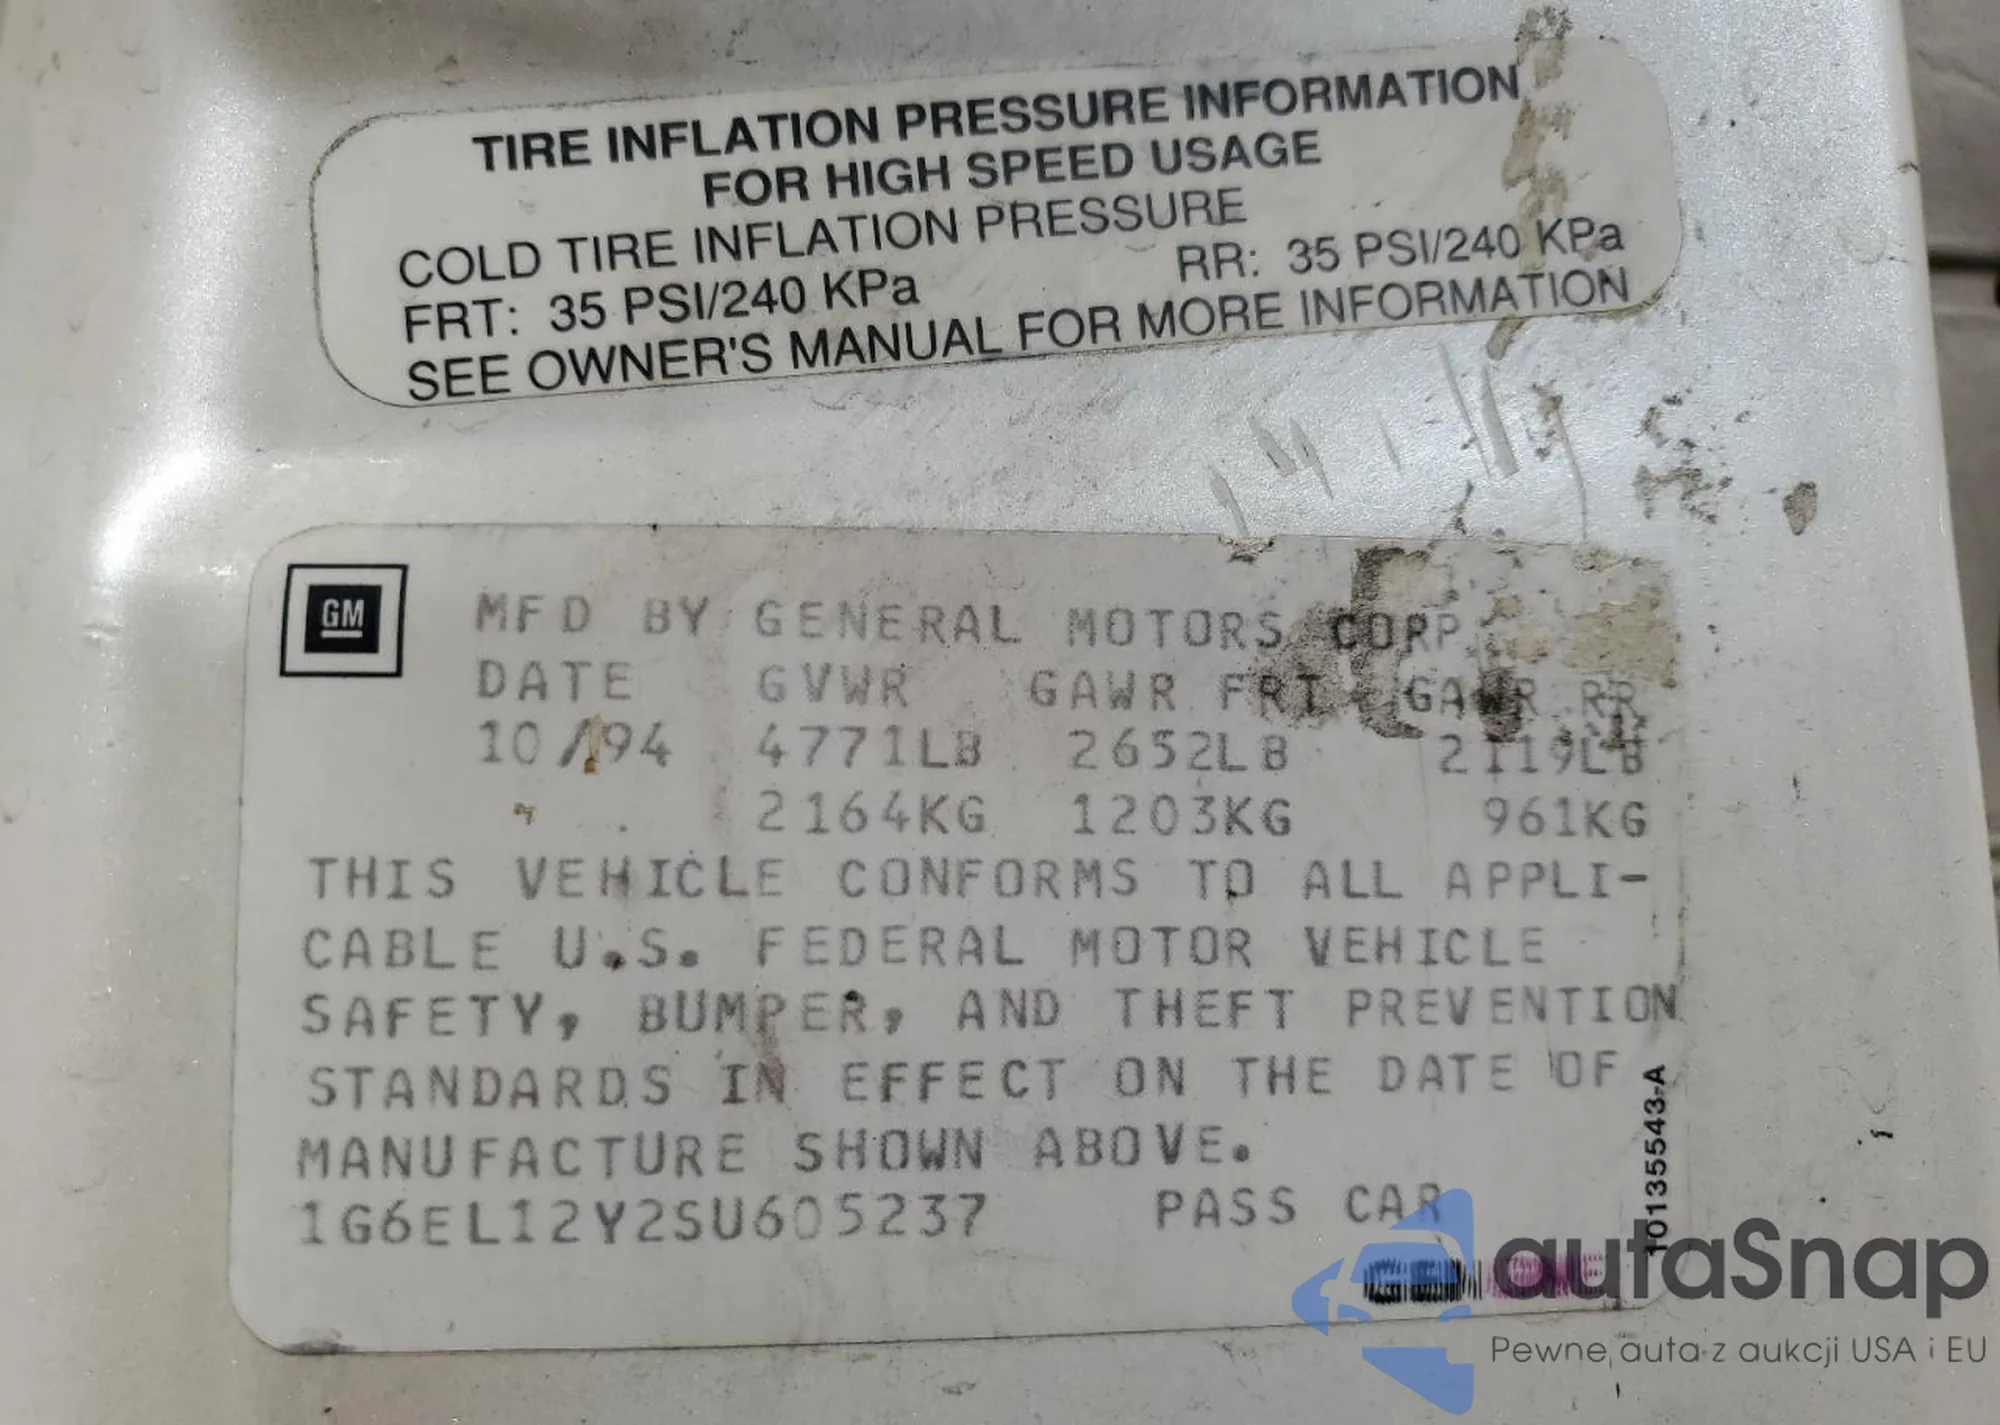 TIRE INFLATION PRESSURE INFORMATION
FOR HIGH SPEED USAGE
COLD TIRE INFLATION PRESSURE
FRT: 35 PSI/240 KPa RR: 35 PSI/240 KPa
SEE OWNER'S MANUAL FOR MORE INFORMATION
GM
MFD BY GENERAL MOTORS CORP.
DATE GVWR GAWR FRT GAWR RR
10/94 4771LB 2652LB 2119LB
2164KG 1203KG 961KG
THIS VEHICLE CONFORMS TO ALL APPLI-
CABLE U.S. FEDERAL MOTOR VEHICLE
SAFETY, BUMPER, AND THEFT PREVENTION
STANDARDS IN EFFECT ON THE DATE OF
MANUFACTURE SHOWN ABOVE.
1G6EL12Y2SU605237 PASS CAR
10135543-A
autaSnap
Pewne auta z aukcji USA i EU